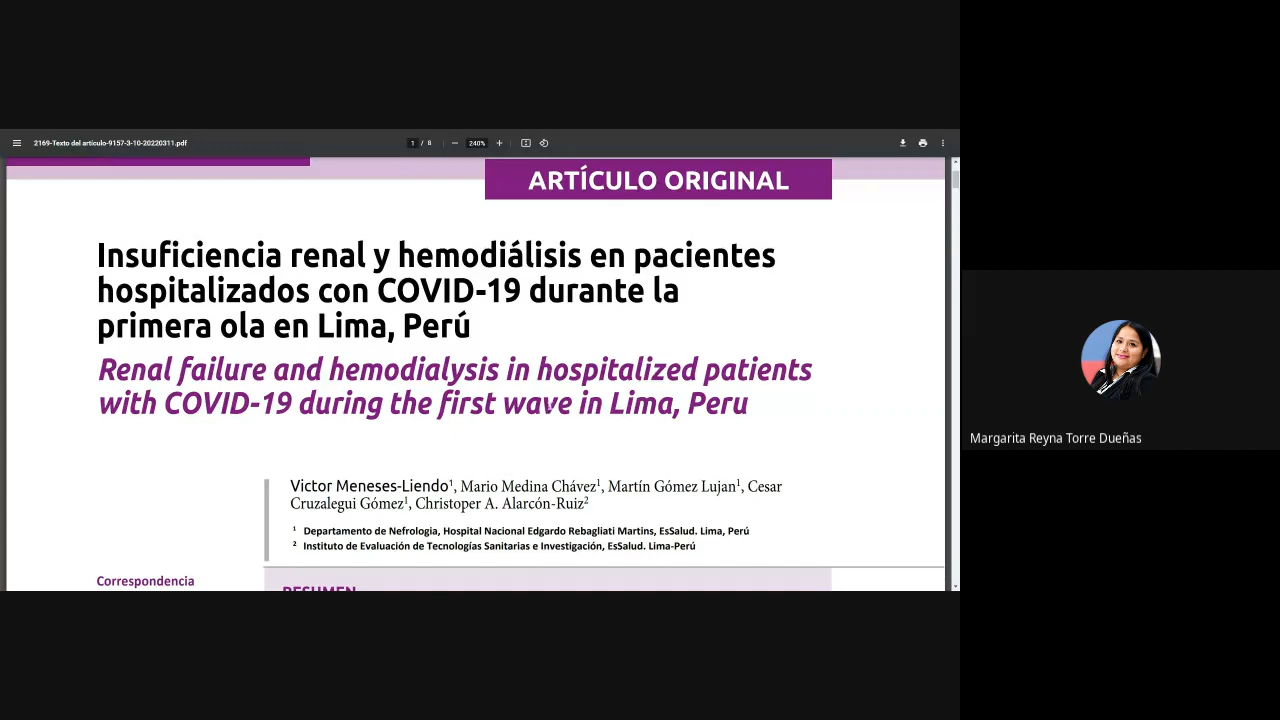 2169-Texto del artículo-9157-3-10-20220311.pdf
1 / 8
240%
ARTÍCULO ORIGINAL
Insuficiencia renal y hemodiálisis en pacientes
hospitalizados con COVID-19 durante la
primera ola en Lima, Perú
Renal failure and hemodialysis in hospitalized patients
with COVID-19 during the first wave in Lima, Peru
Victor Meneses-Liendo¹, Mario Medina Chávez¹, Martín Gómez Lujan¹, Cesar
Cruzalegui Gómez¹, Christoper A. Alarcón-Ruiz²
¹ Departamento de Nefrologia, Hospital Nacional Edgardo Rebagliati Martins, EsSalud. Lima, Perú
² Instituto de Evaluación de Tecnologías Sanitarias e Investigación, EsSalud. Lima-Perú
Correspondencia
RESUMEN
Margarita Reyna Torre Dueñas